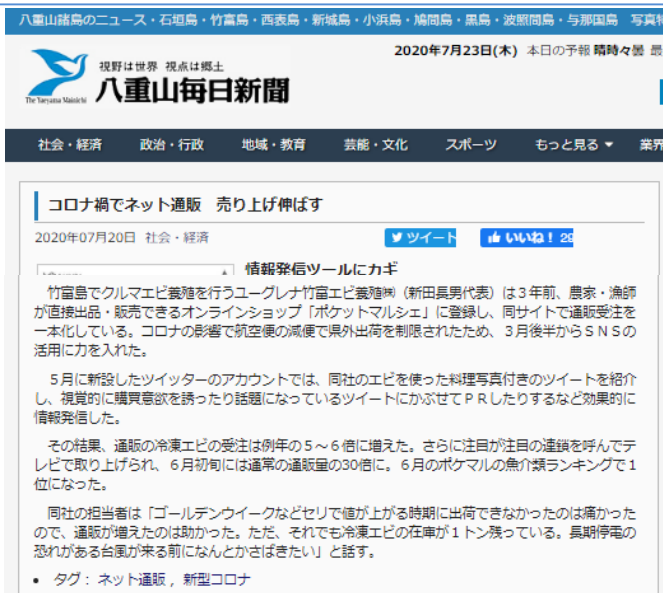 八重山諸島のニュース・石垣島・竹富島・西表島・新城島・小浜島・鳩間島・黒島・波照間島・与那国島 写真特
2020年7月23日(木) 本日の予報 晴時々曇 最
視野は世界 視点は郷土
The Yaeyama Mainichi 八重山毎日新聞
社会・経済 政治・行政 地域・教育 芸能・文化 スポーツ もっと見る▼ 業界
コロナ禍でネット通販 売り上げ伸ばす
2020年07月20日 社会・経済 ツイート いいね! 29
情報発信ツールにカギ
竹富島でクルマエビ養殖を行うユーグレナ竹富エビ養殖㈱（新田長男代表）は３年前、農家・漁師
が直接出品・販売できるオンラインショップ「ポケットマルシェ」に登録し、同サイトで通販受注を
一本化している。コロナの影響で航空便の減便で県外出荷を制限されたため、３月後半からＳＮＳの
活用に力を入れた。
５月に新設したツイッターのアカウントでは、同社のエビを使った料理写真付きのツイートを紹介
し、視覚的に購買意欲を誘ったり話題になっているツイートにかぶせてＰＲしたりするなど効果的に
情報発信した。
その結果、通販の冷凍エビの受注は例年の５～６倍に増えた。さらに注目が注目の連鎖を呼んでテ
レビで取り上げられ、６月初旬には通常の通販量の30倍に。６月のポケマルの魚介類ランキングで１
位になった。
同社の担当者は「ゴールデンウイークなどセリで値が上がる時期に出荷できなかったのは痛かった
ので、通販が増えたのは助かった。ただ、それでも冷凍エビの在庫が１トン残っている。長期停電の
恐れがある台風が来る前になんとかさばきたい」と話す。
• タグ： ネット通販 , 新型コロナ